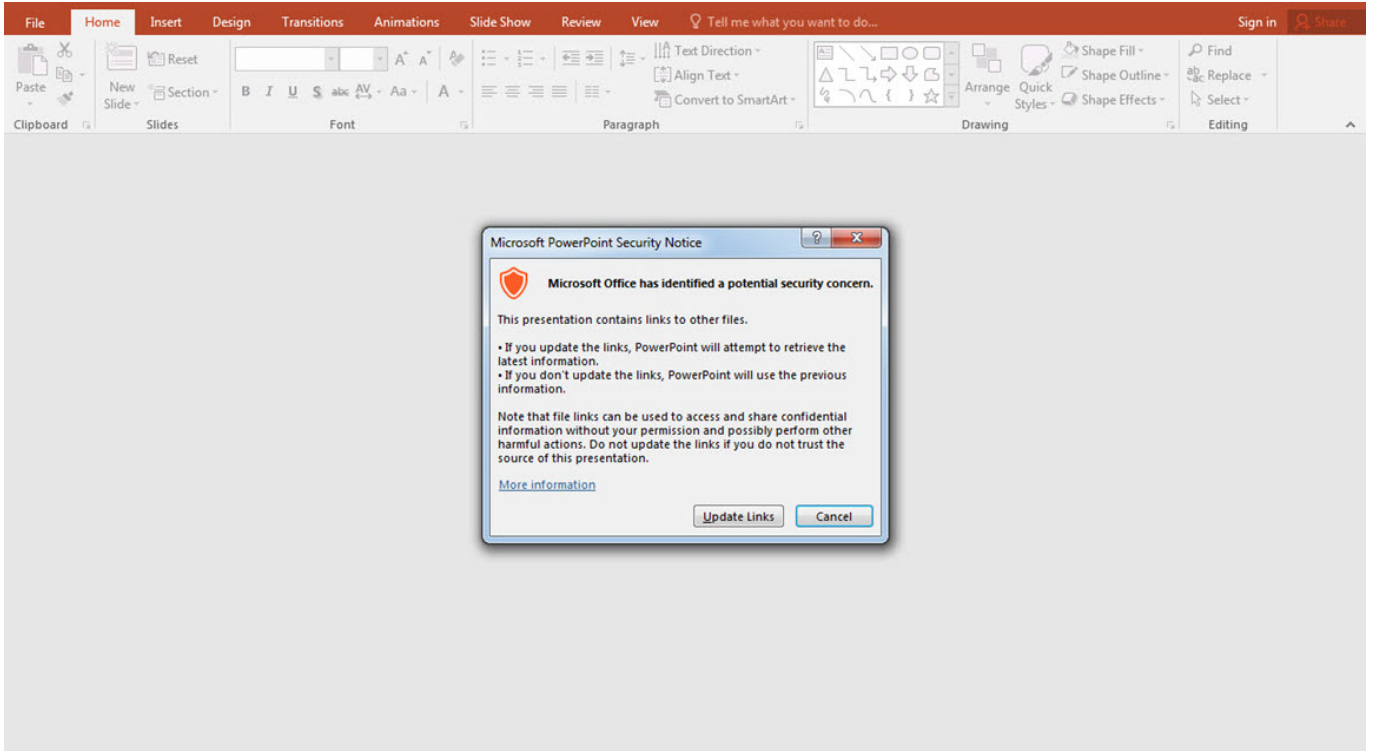 File Home Insert Design Transitions Animations Slide Show Review View Tell me what you want to do... Sign in Share
Paste
New Slide
Reset
Section
B I U S abc AV Aa A
Text Direction
Align Text
Convert to SmartArt
Arrange
Quick Styles
Shape Fill
Shape Outline
Shape Effects
Find
Replace
Select
Clipboard Slides Font Paragraph Drawing Editing
Microsoft PowerPoint Security Notice
Microsoft Office has identified a potential security concern.
This presentation contains links to other files.
• If you update the links, PowerPoint will attempt to retrieve the
latest information.
• If you don't update the links, PowerPoint will use the previous
information.
Note that file links can be used to access and share confidential
information without your permission and possibly perform other
harmful actions. Do not update the links if you do not trust the
source of this presentation.
More information
Update Links Cancel